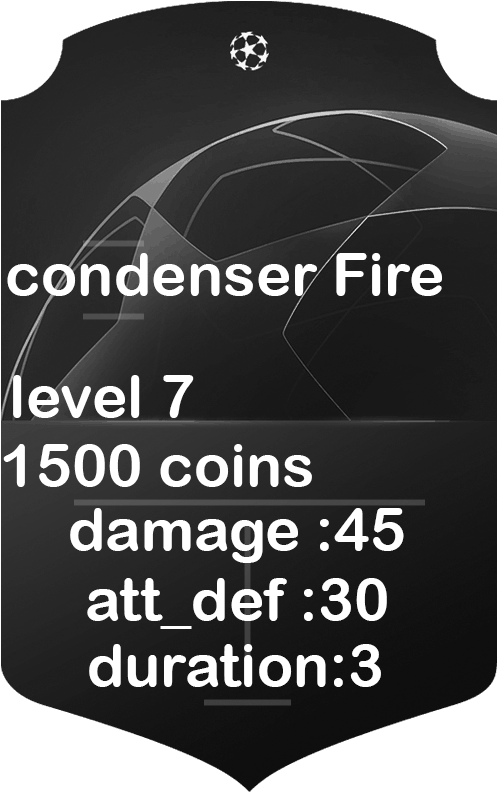 condenser Fire
level 7
1500 coins
damage :45
att_def :30
duration:3